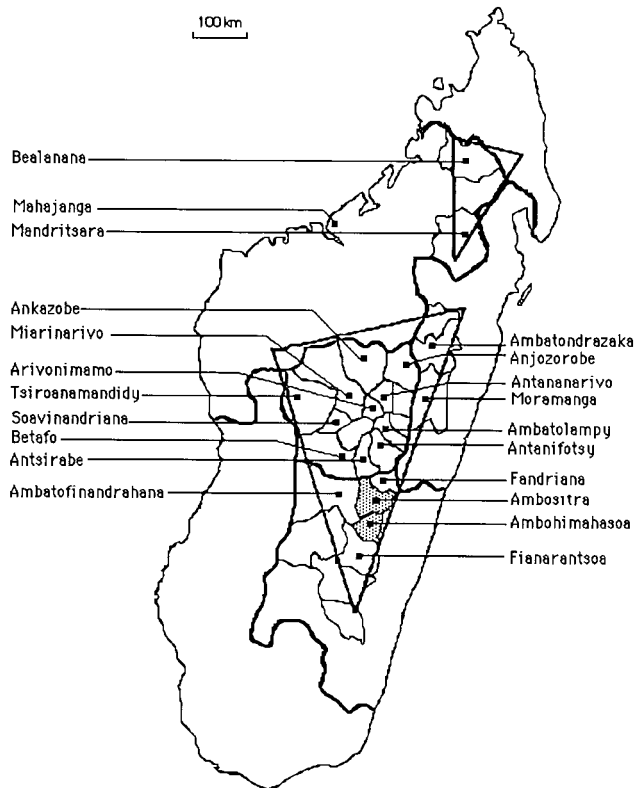 100 km
Bealanana
Mahajanga
Mandritsara
Ankazobe
Miarinarivo
Arivonimamo
Tsiroanamandidy
Soavinandriana
Betafo
Antsirabe
Ambatofinandrahana
Ambatondrazaka
Anjozorobe
Antananarivo
Moramanga
Ambatolampy
Antanifotsy
Fandriana
Ambositra
Ambohimahasoa
Fianarantsoa